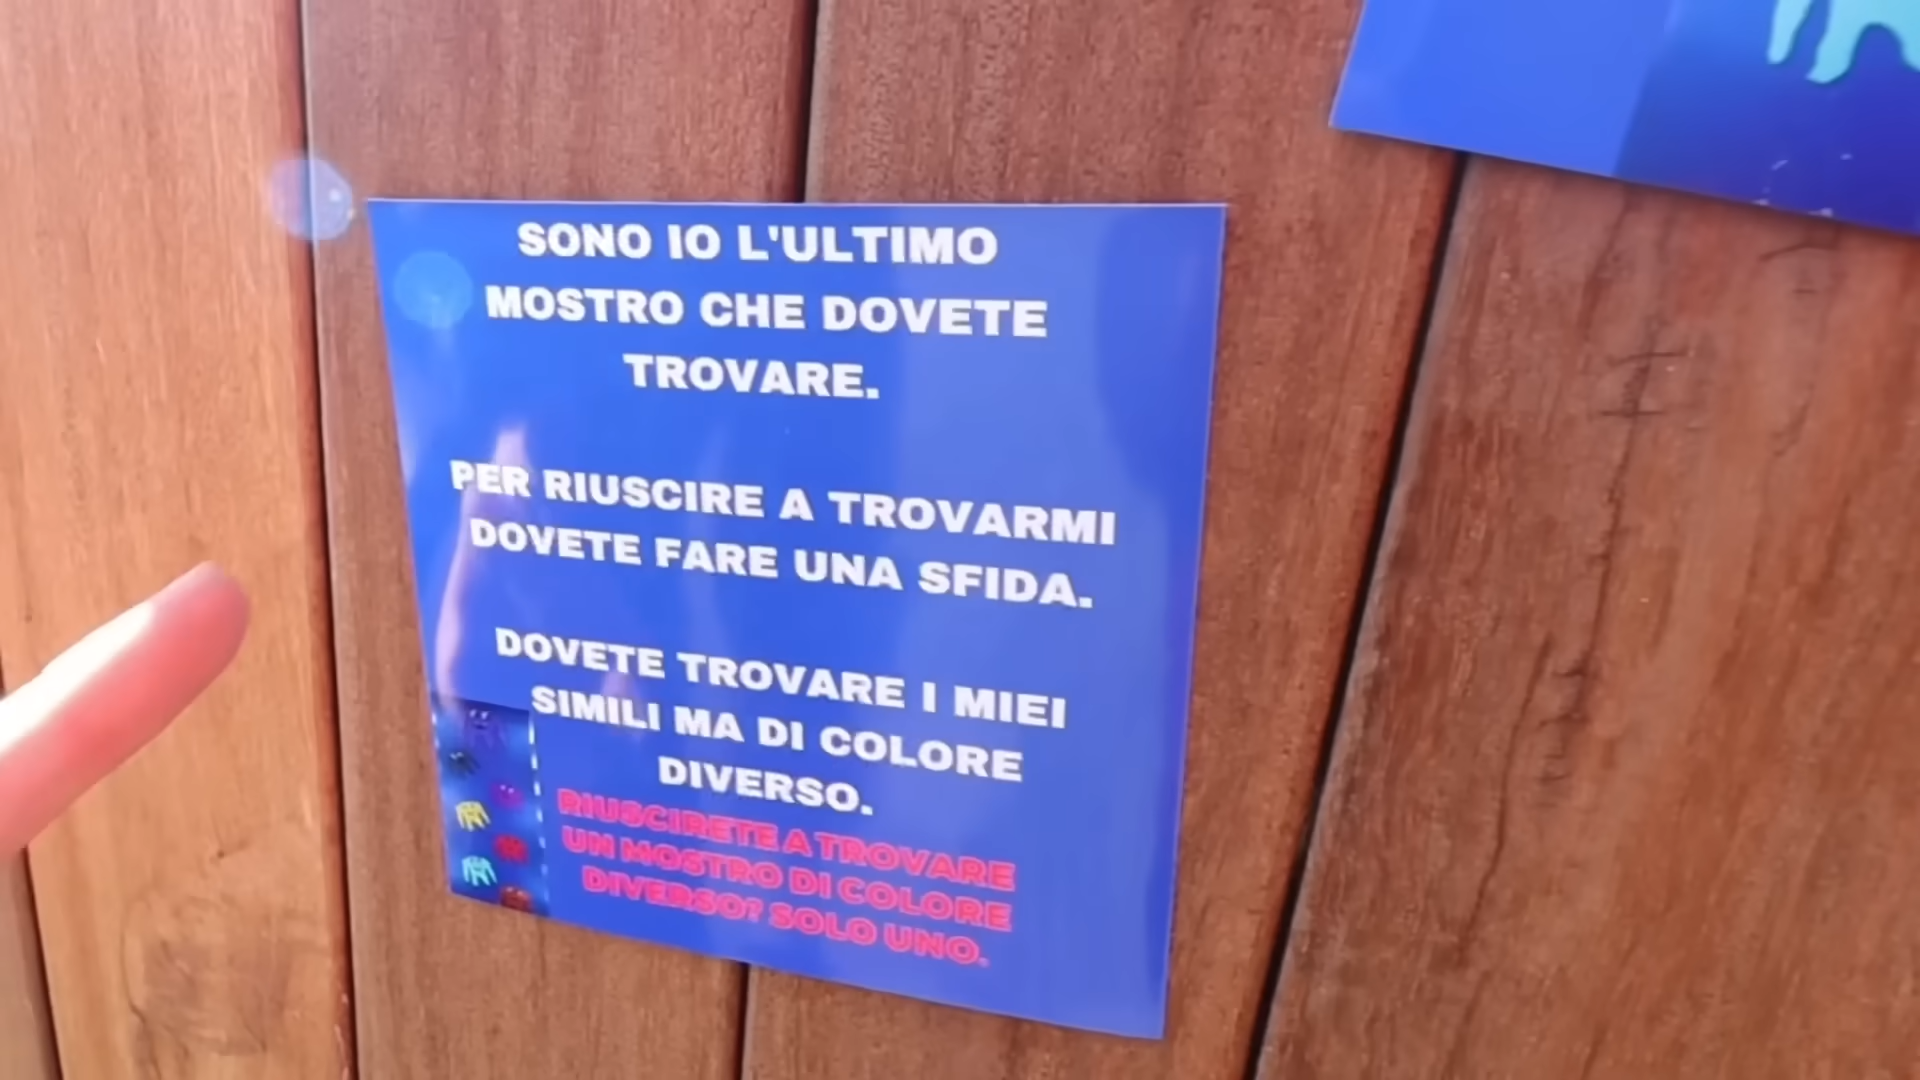 SONO IO L'ULTIMO
MOSTRO CHE DOVETE
TROVARE.
PER RIUSCIRE A TROVARMI
DOVETE FARE UNA SFIDA.
DOVETE TROVARE I MIEI
SIMILI MA DI COLORE
DIVERSO.
RIUSCIRETE A TROVARE
UN MOSTRO DI COLORE
DIVERSO? SOLO UNO.